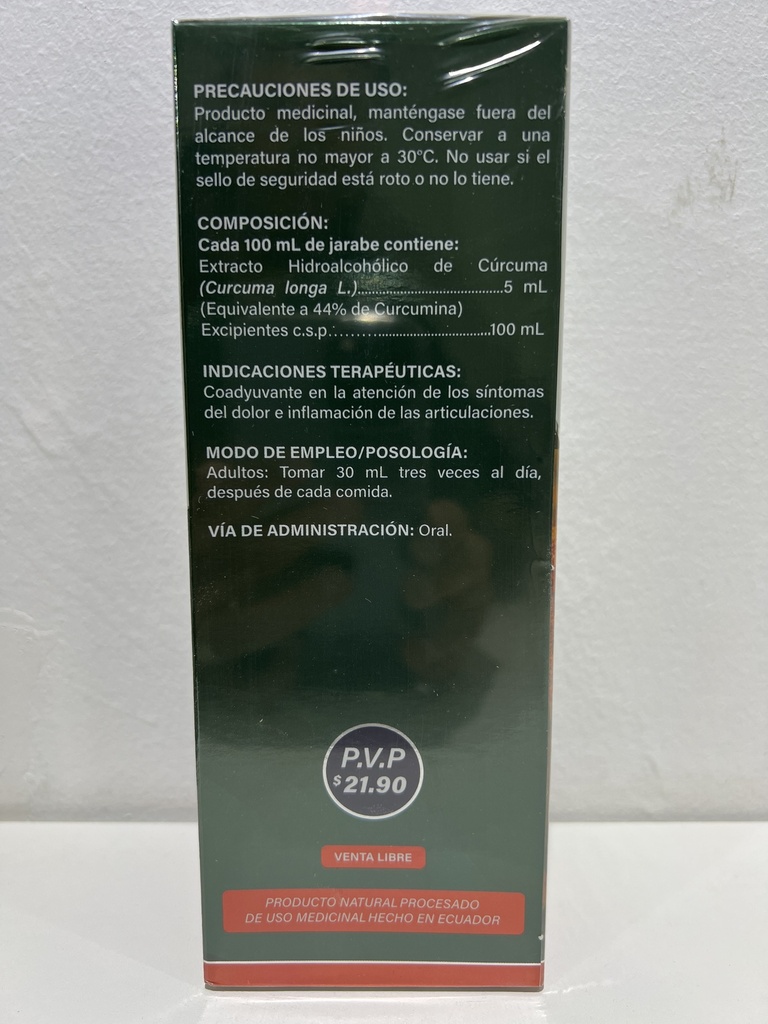 PRECAUCIONES DE USO:
Producto medicinal, manténgase fuera del
alcance de los niños. Conservar a una
temperatura no mayor a 30°C. No usar si el
sello de seguridad está roto o no lo tiene.
COMPOSICIÓN:
Cada 100 mL de jarabe contiene:
Extracto Hidroalcohólico de Cúrcuma
(Curcuma longa L.)........................................5 mL
(Equivalente a 44% de Curcumina)
Excipientes c.s.p...................................100 mL
INDICACIONES TERAPÉUTICAS:
Coadyuvante en la atención de los síntomas
del dolor e inflamación de las articulaciones.
MODO DE EMPLEO/POSOLOGÍA:
Adultos: Tomar 30 mL tres veces al día,
después de cada comida.
VÍA DE ADMINISTRACIÓN: Oral.
P.V.P
$21.90
VENTA LIBRE
PRODUCTO NATURAL PROCESADO
DE USO MEDICINAL HECHO EN ECUADOR